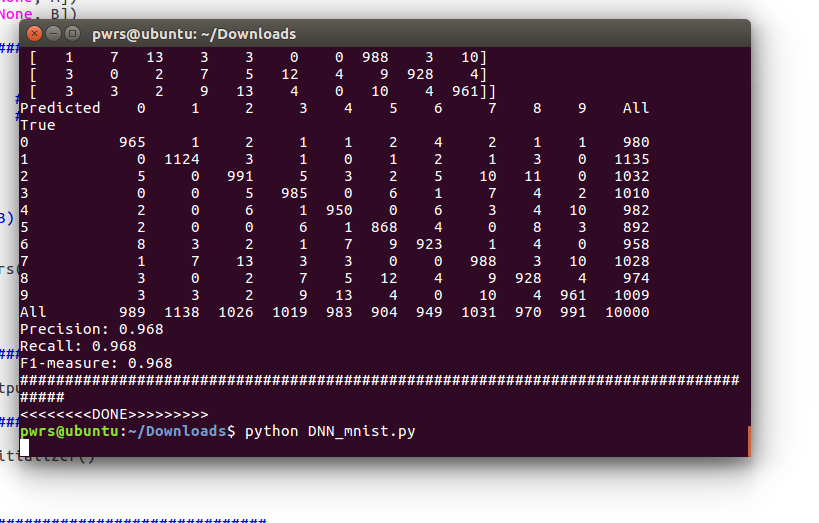 None, A])
None, B])
pwrs@ubuntu: ~/Downloads
[ 1 7 13 3 3 0 0 988 3 10]
[ 3 0 2 7 5 12 4 9 928 4]
[ 3 3 2 9 13 4 0 10 4 961]]
Predicted 0 1 2 3 4 5 6 7 8 9 All
True
0 965 1 2 1 1 2 4 2 1 1 980
1 0 1124 3 1 0 1 2 1 3 0 1135
2 5 0 991 5 3 2 5 10 11 0 1032
3 0 0 5 985 0 6 1 7 4 2 1010
4 2 0 6 1 950 0 6 3 4 10 982
5 2 0 0 6 1 868 4 0 8 3 892
6 8 3 2 1 7 9 923 1 4 0 958
7 1 7 13 3 3 0 0 988 3 10 1028
8 3 0 2 7 5 12 4 9 928 4 974
9 3 3 2 9 13 4 0 10 4 961 1009
All 989 1138 1026 1019 983 904 949 1031 970 991 10000
Precision: 0.968
Recall: 0.968
F1-measure: 0.968
################################################################################
#####
<<<<<<<<DONE>>>>>>>>>
pwrs@ubuntu:~/Downloads$ python DNN_mnist.py
##############################